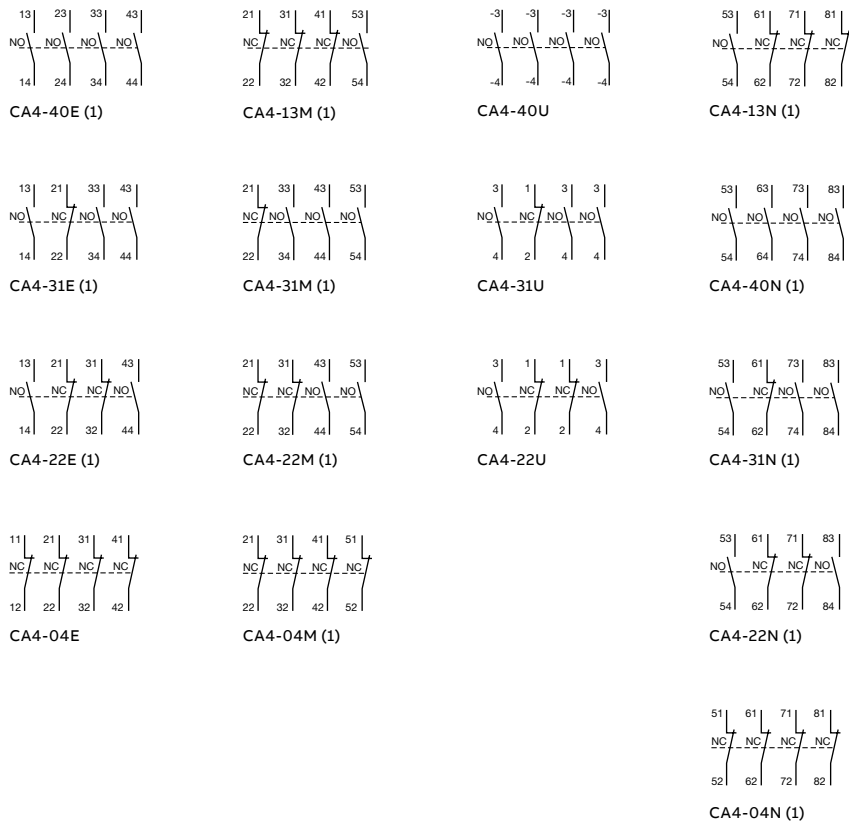 13 23 33 43
NO NO NO NO
14 24 34 44
CA4-40E (1)
21 31 41 53
NC NC NC NO
22 32 42 54
CA4-13M (1)
-3 -3 -3 -3
NO NO NO NO
-4 -4 -4 -4
CA4-40U
53 61 71 81
NO NC NC NC
54 62 72 82
CA4-13N (1)
13 21 33 43
NO NC NO NO
14 22 34 44
CA4-31E (1)
21 33 43 53
NC NO NO NO
22 34 44 54
CA4-31M (1)
3 1 3 3
NO NC NO NO
4 2 4 4
CA4-31U
53 63 73 83
NO NO NO NO
54 64 74 84
CA4-40N (1)
13 21 31 43
NO NC NC NO
14 22 32 44
CA4-22E (1)
21 31 43 53
NC NC NO NO
22 32 44 54
CA4-22M (1)
3 1 1 3
NO NC NC NO
4 2 2 4
CA4-22U
53 61 73 83
NO NC NO NO
54 62 74 84
CA4-31N (1)
11 21 31 41
NC NC NC NC
12 22 32 42
CA4-04E
21 31 41 51
NC NC NC NC
22 32 42 52
CA4-04M (1)
53 61 71 83
NO NC NC NO
54 62 72 84
CA4-22N (1)
51 61 71 81
NC NC NC NC
52 62 72 82
CA4-04N (1)